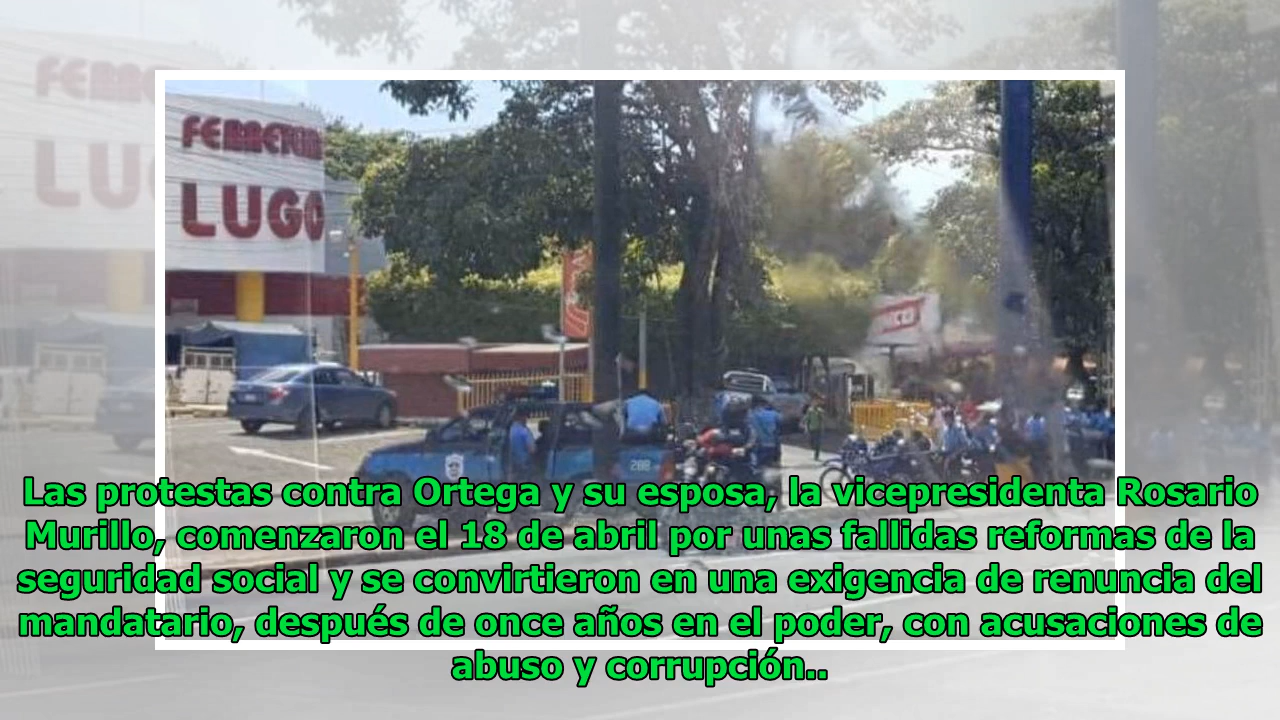 FERRETERI
LUGO
288
Las protestas contra Ortega y su esposa, la vicepresidenta Rosario
Murillo, comenzaron el 18 de abril por unas fallidas reformas de la
seguridad social y se convirtieron en una exigencia de renuncia del
mandatario, después de once años en el poder, con acusaciones de
abuso y corrupción..